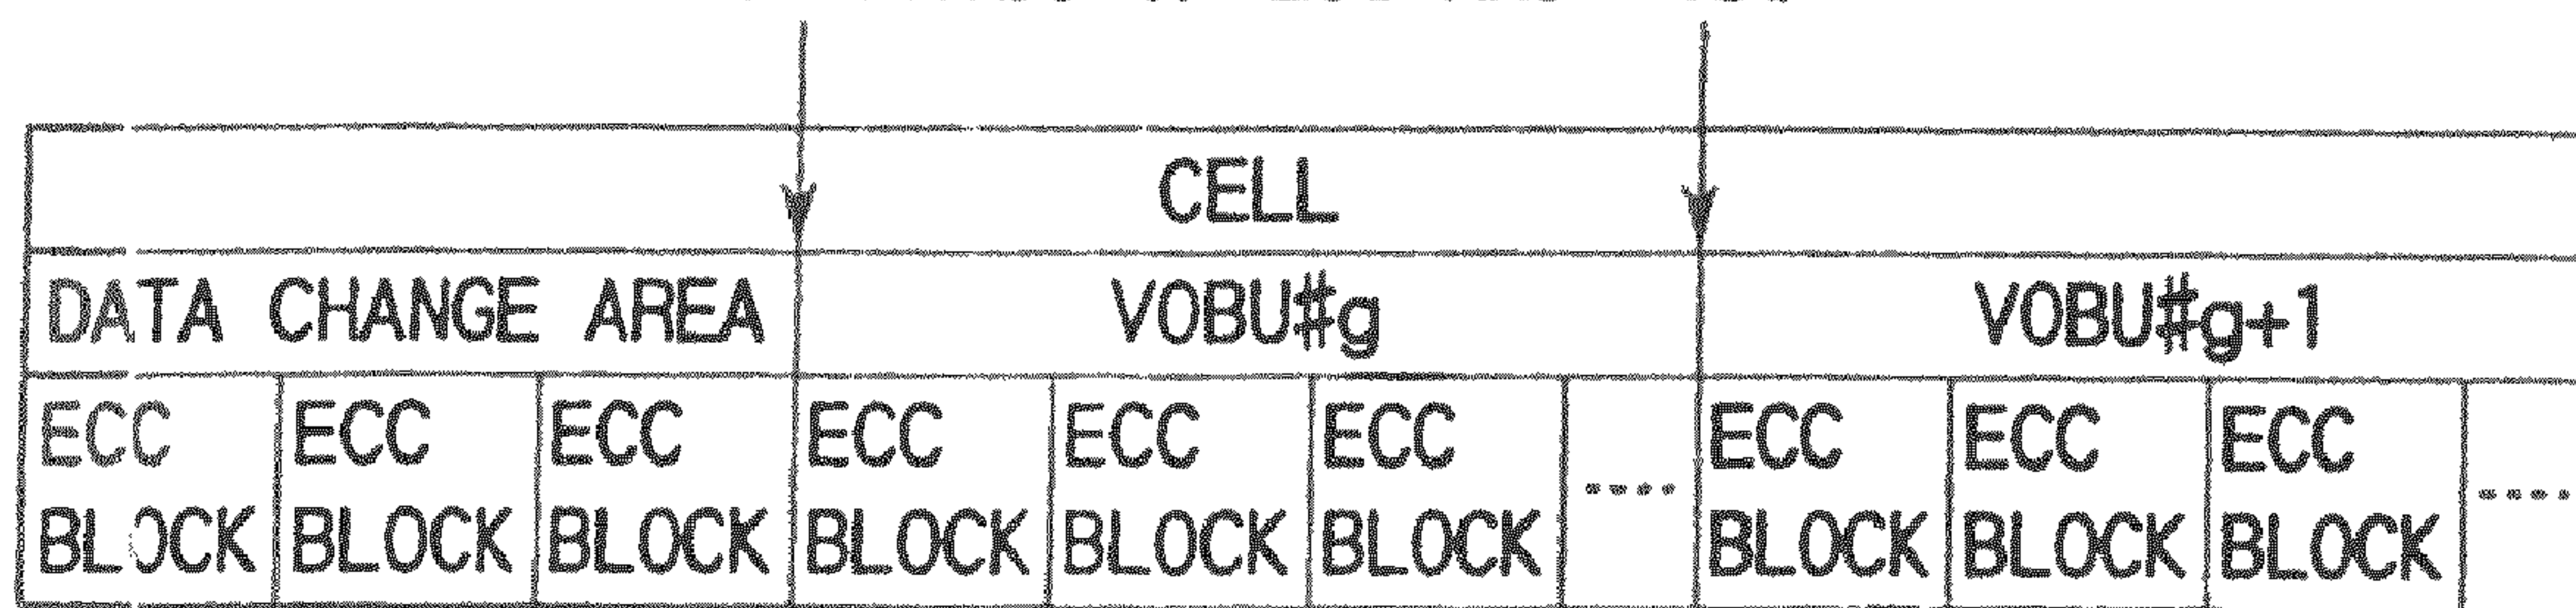 CELL
DATA CHANGE AREA VOBU#g VOBU#g+1
ECC ECC ECC ECC ECC ECC ECC ECC ECC
BLOCK BLOCK BLOCK BLOCK BLOCK BLOCK ---- BLOCK BLOCK BLOCK ----